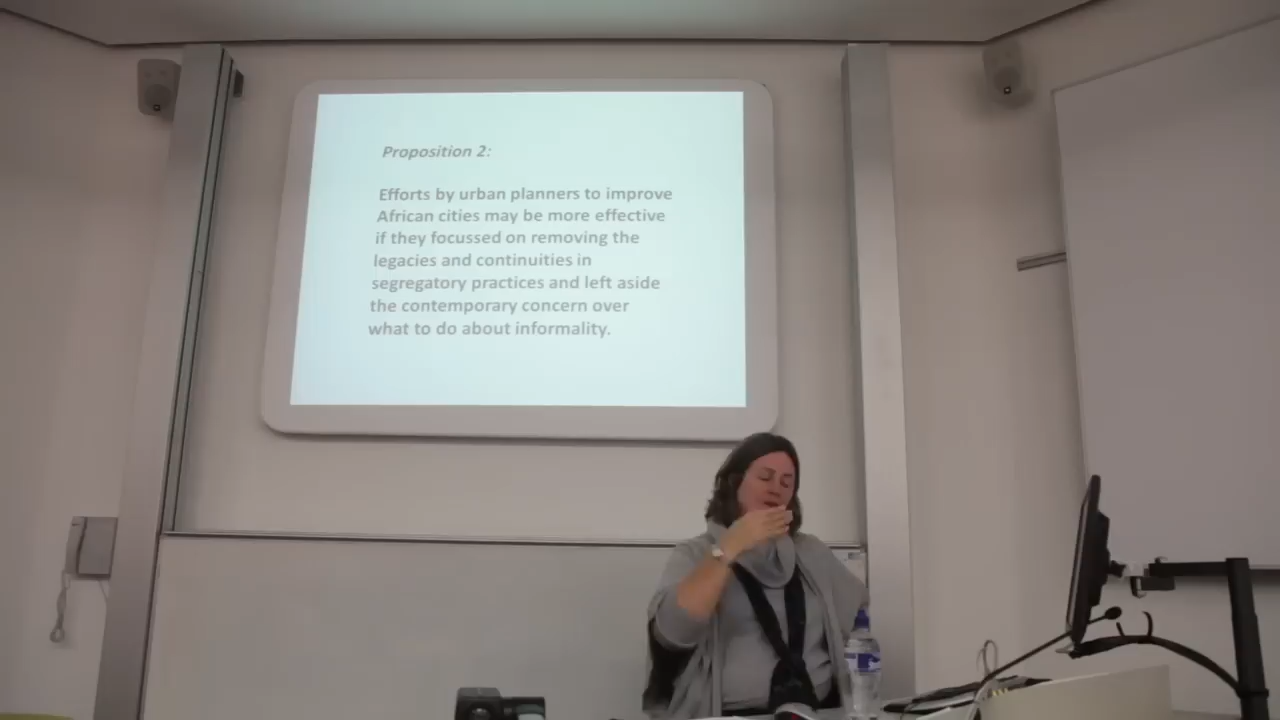 Proposition 2:
Efforts by urban planners to improve
African cities may be more effective
if they focussed on removing the
legacies and continuities in
segregatory practices and left aside
the contemporary concern over
what to do about informality.